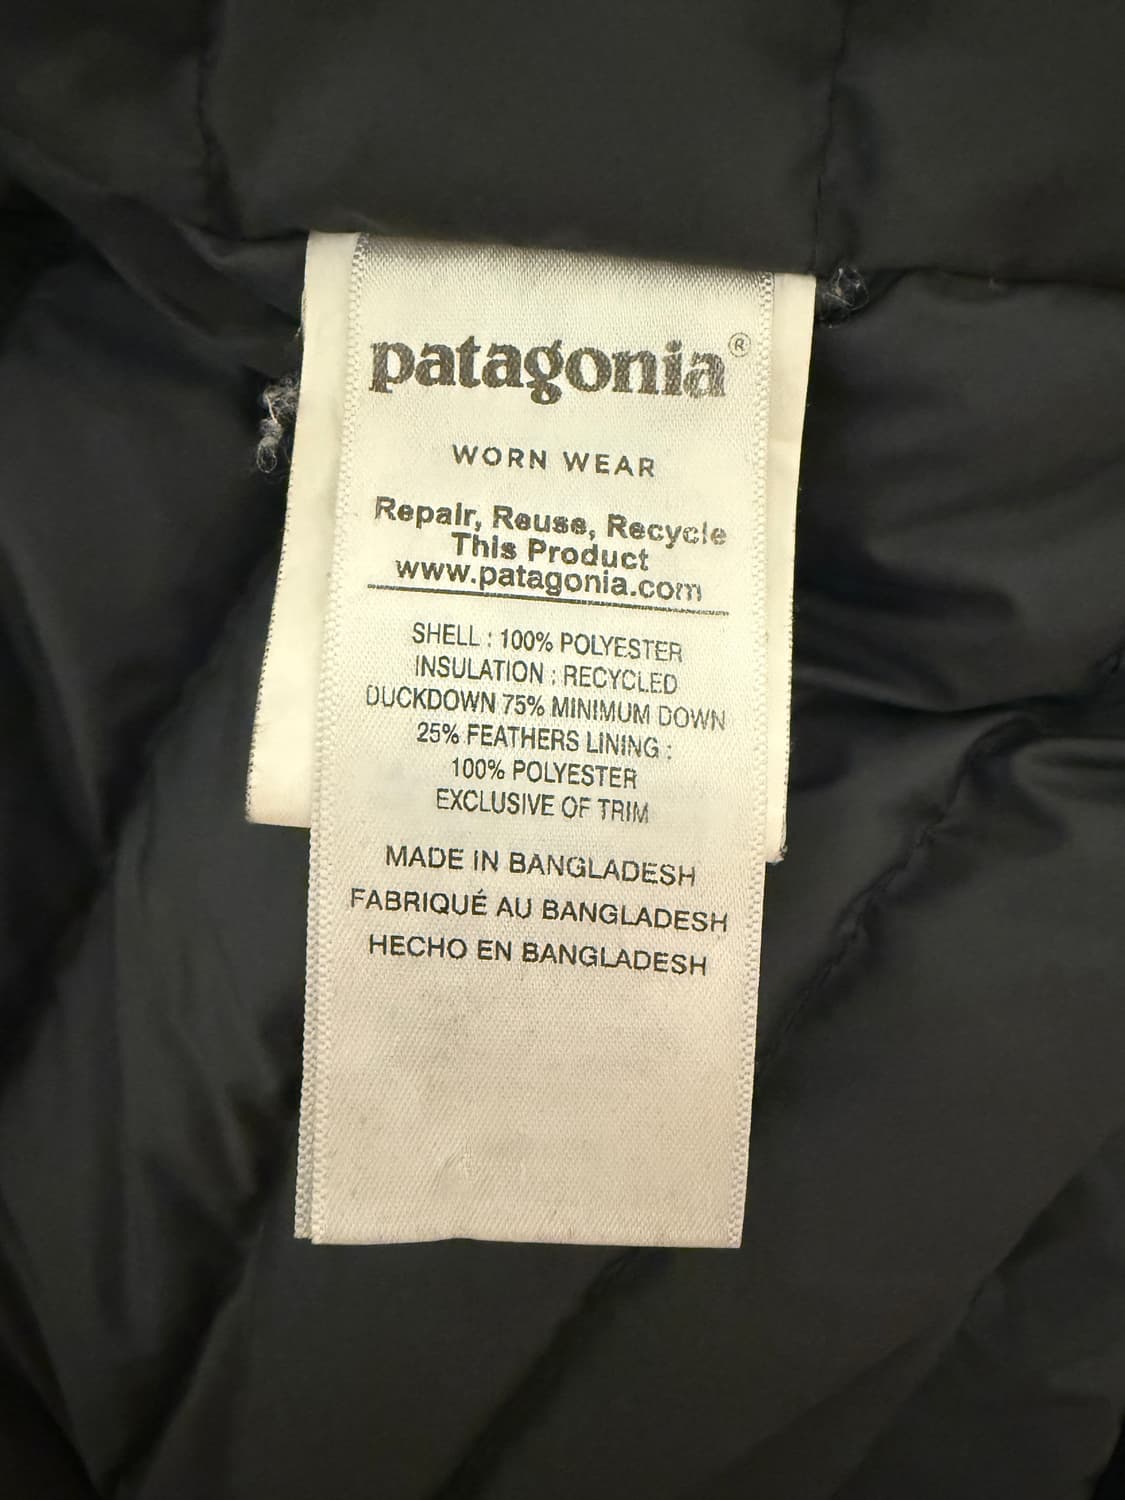 patagonia®
WORN WEAR
Repair, Reuse, Recycle
This Product
www.patagonia.com
SHELL : 100% POLYESTER
INSULATION : RECYCLED
DUCKDOWN 75% MINIMUM DOWN
25% FEATHERS LINING :
100% POLYESTER
EXCLUSIVE OF TRIM
MADE IN BANGLADESH
FABRIQUÉ AU BANGLADESH
HECHO EN BANGLADESH